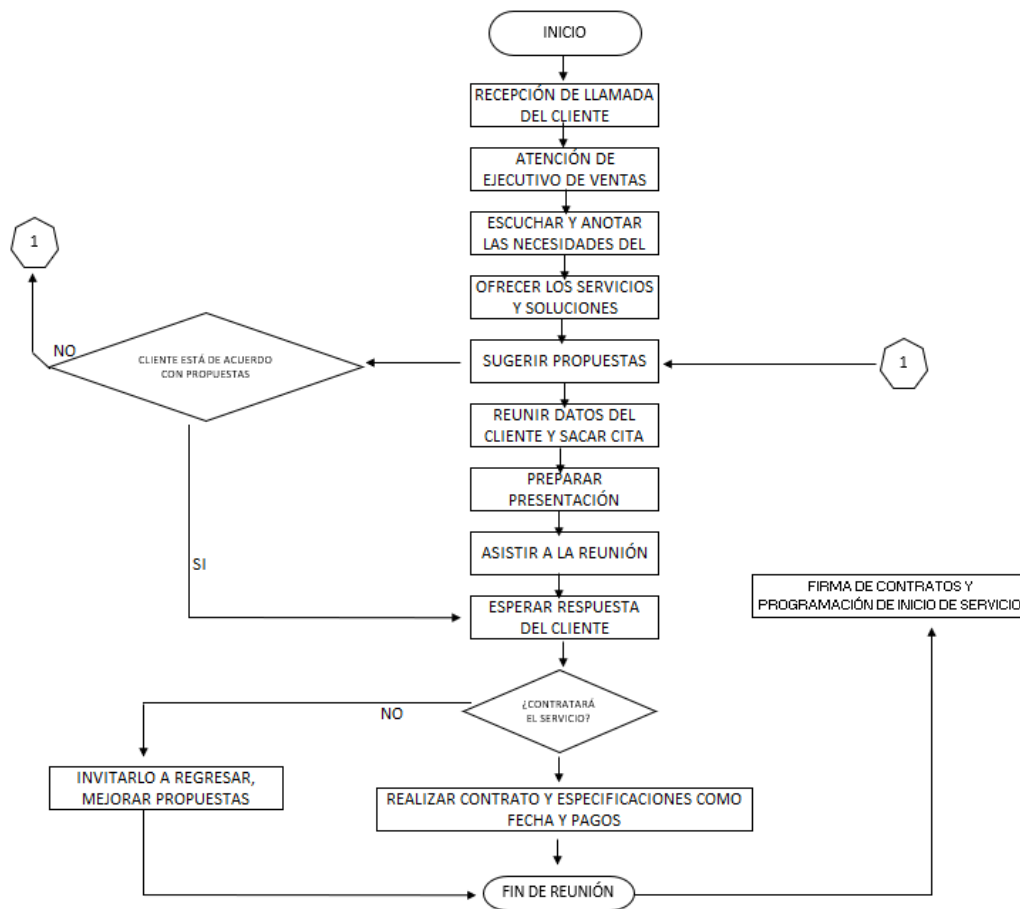 INICIO
RECEPCIÓN DE LLAMADA
DEL CLIENTE
ATENCIÓN DE
EJECUTIVO DE VENTAS
ESCUCHAR Y ANOTAR
LAS NECESIDADES DEL
1
OFRECER LOS SERVICIOS
Y SOLUCIONES
NO
CLIENTE ESTÁ DE ACUERDO
CON PROPUESTAS
SUGERIR PROPUESTAS
1
REUNIR DATOS DEL
CLIENTE Y SACAR CITA
PREPARAR
PRESENTACIÓN
ASISTIR A LA REUNIÓN
SI
FIRMA DE CONTRATOS Y
PROGRAMACIÓN DE INICIO DE SERVICIO
ESPERAR RESPUESTA
DEL CLIENTE
¿CONTRATARÁ
EL SERVICIO?
NO
INVITARLO A REGRESAR,
MEJORAR PROPUESTAS
REALIZAR CONTRATO Y ESPECIFICACIONES COMO
FECHA Y PAGOS
FIN DE REUNIÓN